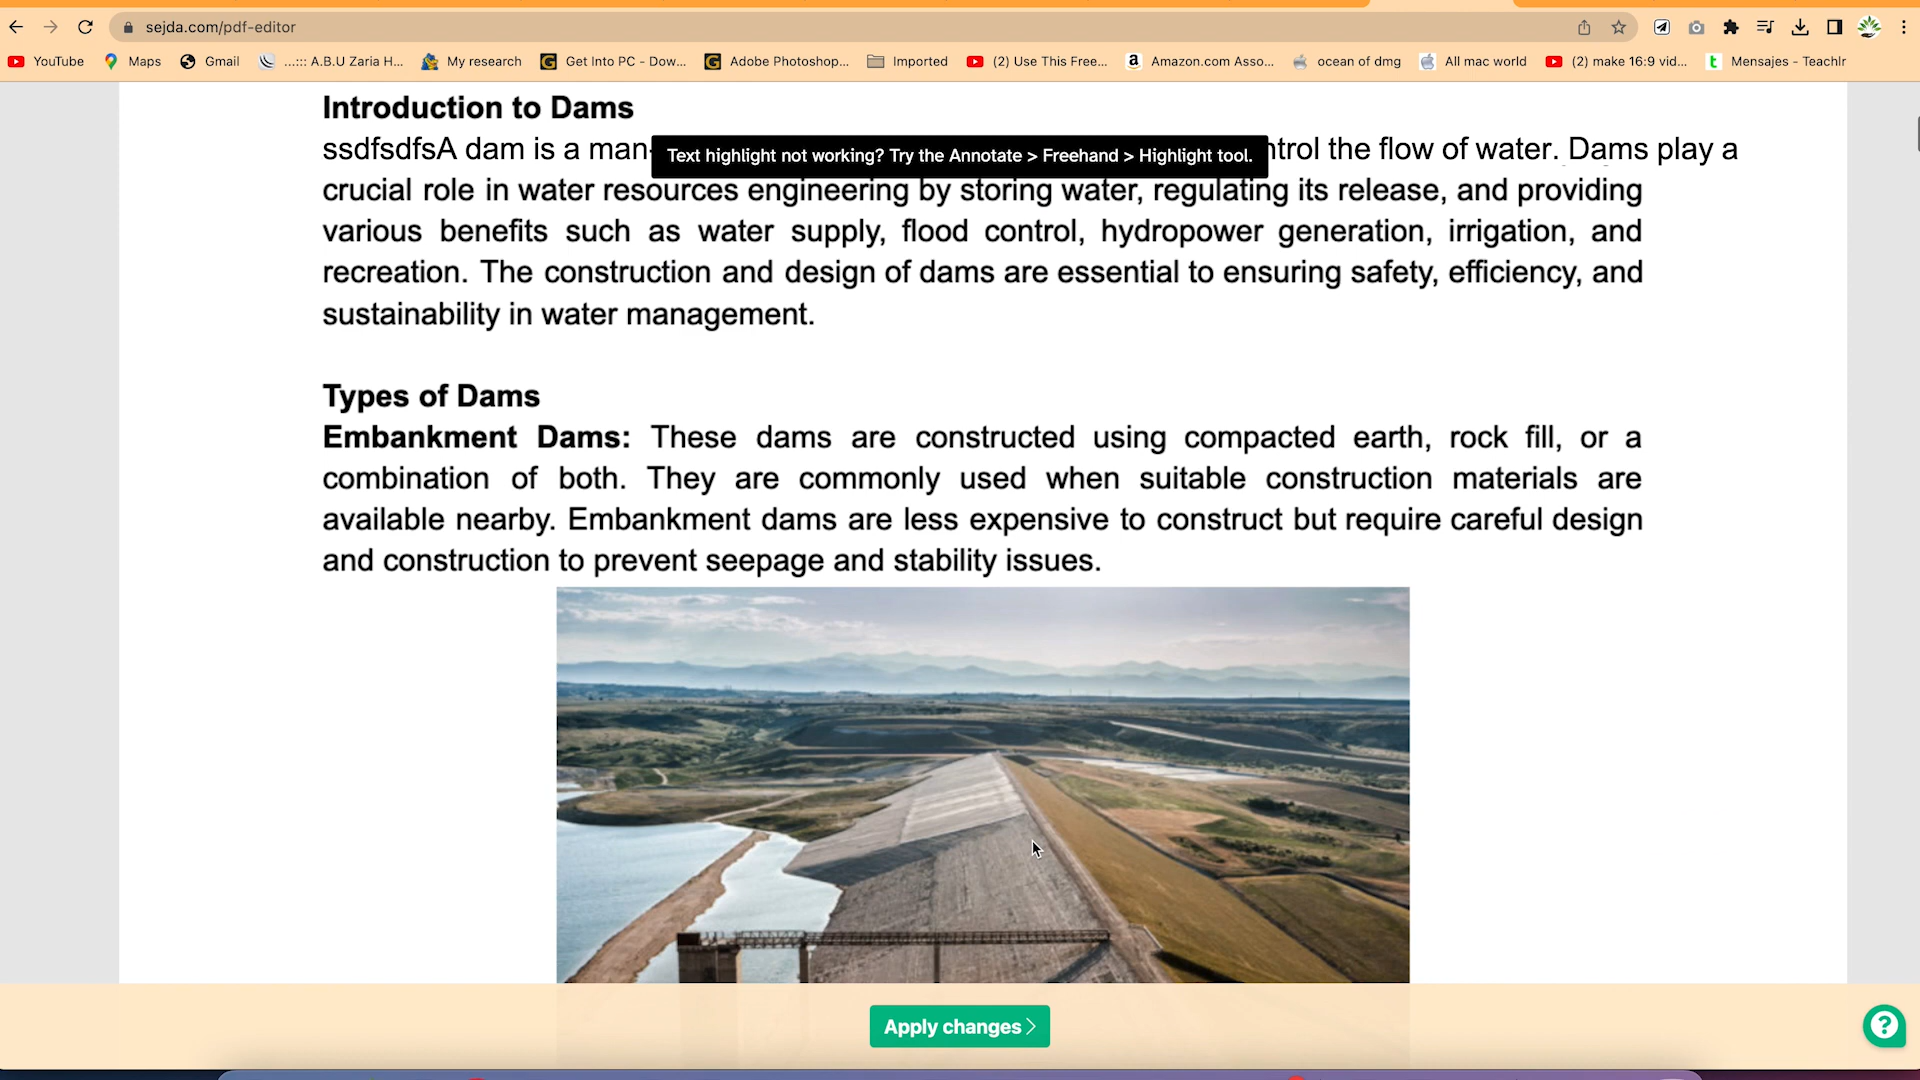 sejda.com/pdf-editor
YouTube Maps Gmail ...::: A.B.U Zaria H... My research Get Into PC - Dow... Adobe Photoshop... Imported (2) Use This Free... Amazon.com Asso... ocean of dmg All mac world (2) make 16:9 vid... Mensajes - Teachlr
Introduction to Dams
ssdfsdfsA dam is a man- ntrol the flow of water. Dams play a
Text highlight not working? Try the Annotate > Freehand > Highlight tool.
crucial role in water resources engineering by storing water, regulating its release, and providing
various benefits such as water supply, flood control, hydropower generation, irrigation, and
recreation. The construction and design of dams are essential to ensuring safety, efficiency, and
sustainability in water management.
Types of Dams
Embankment Dams: These dams are constructed using compacted earth, rock fill, or a
combination of both. They are commonly used when suitable construction materials are
available nearby. Embankment dams are less expensive to construct but require careful design
and construction to prevent seepage and stability issues.
Apply changes